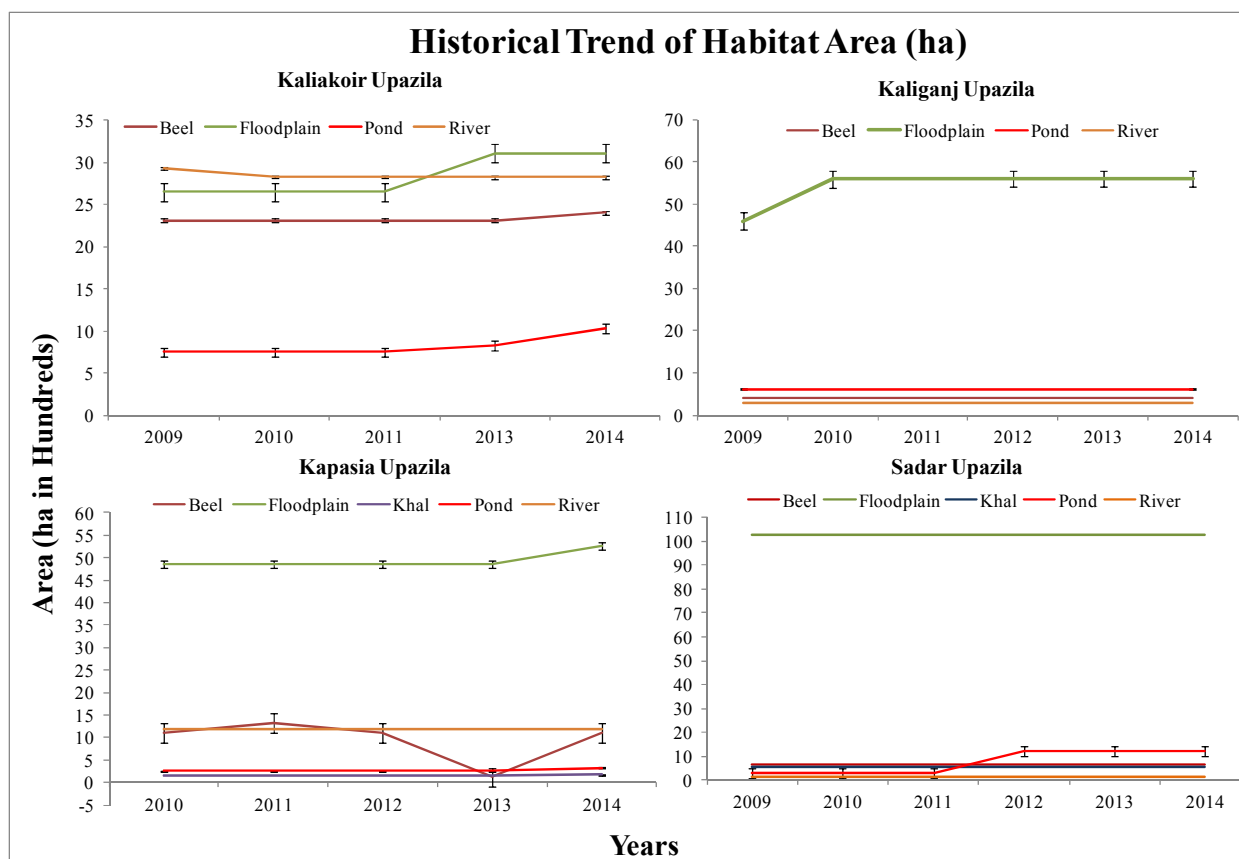 Historical Trend of Habitat Area (ha)
Kaliakoir Upazila
35
30
25
20
15
10
5
0
Beel Floodplain Pond River
2009 2010 2011 2013 2014
Kaliganj Upazila
70
60
50
40
30
20
10
0
Beel Floodplain Pond River
2009 2010 2011 2012 2013 2014
Area (ha in Hundreds)
Kapasia Upazila
Beel Floodplain Khal Pond River
60
55
50
45
40
35
30
25
20
15
10
5
0
-5
2010 2011 2012 2013 2014
Sadar Upazila
Beel Floodplain Khal Pond River
110
100
90
80
70
60
50
40
30
20
10
0
2009 2010 2011 2012 2013 2014
Years